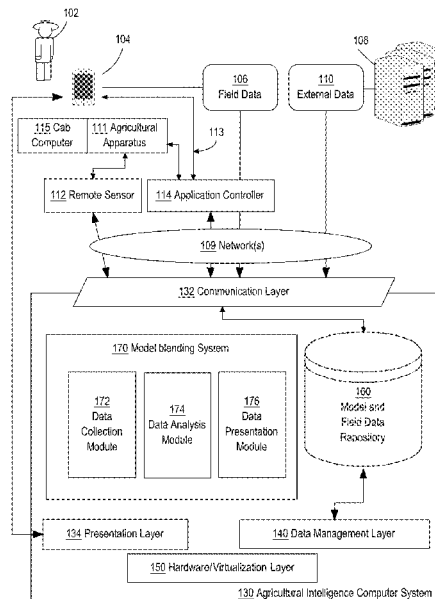 102
104
108
106
Field Data
110
External Data
115 Cab
Computer
111 Agricultural
Apparatus
113
112 Remote Sensor
114 Application Controller
109 Network(s)
132 Communication Layer
170 Model blending System
172
Data
Collection
Module
174
Data Analysis
Module
176
Data
Presentation
Module
160
Model and
Field Data
Repository
134 Presentation Layer
140 Data Management Layer
150 Hardware/Virtualization Layer
130 Agricultural Intelligence Computer System